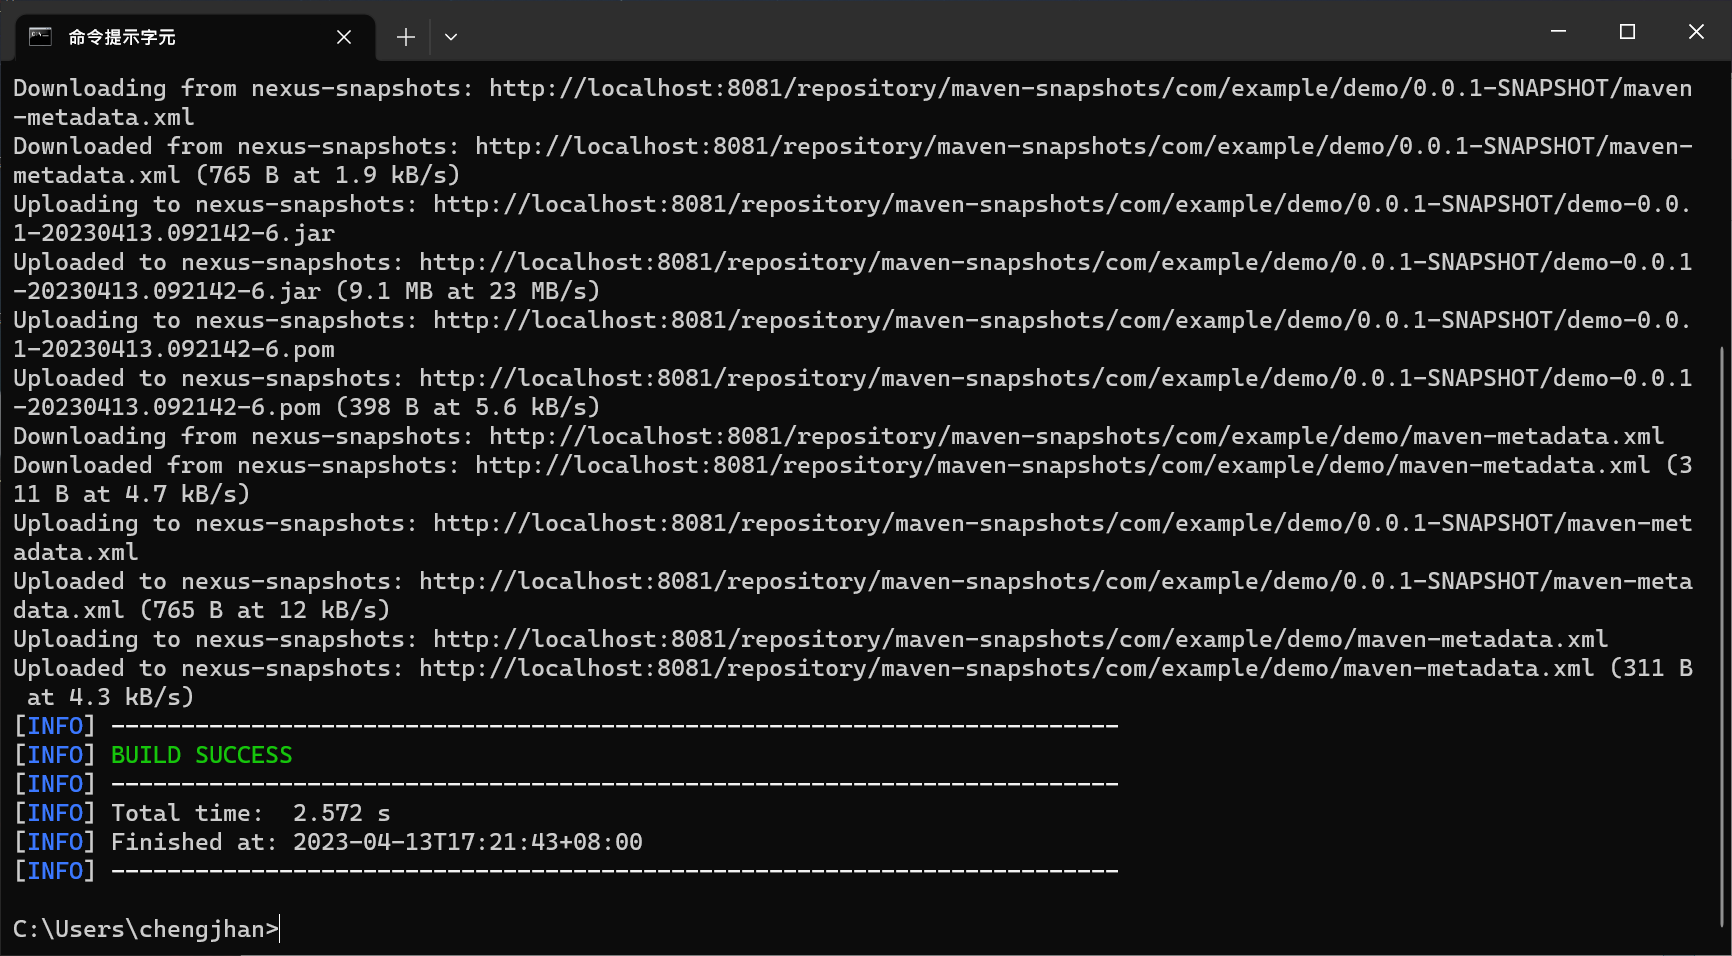 命令提示字元
Downloading from nexus-snapshots: http://localhost:8081/repository/maven-snapshots/com/example/demo/0.0.1-SNAPSHOT/maven
-metadata.xml
Downloaded from nexus-snapshots: http://localhost:8081/repository/maven-snapshots/com/example/demo/0.0.1-SNAPSHOT/maven-
metadata.xml (765 B at 1.9 kB/s)
Uploading to nexus-snapshots: http://localhost:8081/repository/maven-snapshots/com/example/demo/0.0.1-SNAPSHOT/demo-0.0.
1-20230413.092142-6.jar
Uploaded to nexus-snapshots: http://localhost:8081/repository/maven-snapshots/com/example/demo/0.0.1-SNAPSHOT/demo-0.0.1
-20230413.092142-6.jar (9.1 MB at 23 MB/s)
Uploading to nexus-snapshots: http://localhost:8081/repository/maven-snapshots/com/example/demo/0.0.1-SNAPSHOT/demo-0.0.
1-20230413.092142-6.pom
Uploaded to nexus-snapshots: http://localhost:8081/repository/maven-snapshots/com/example/demo/0.0.1-SNAPSHOT/demo-0.0.1
-20230413.092142-6.pom (398 B at 5.6 kB/s)
Downloading from nexus-snapshots: http://localhost:8081/repository/maven-snapshots/com/example/demo/maven-metadata.xml
Downloaded from nexus-snapshots: http://localhost:8081/repository/maven-snapshots/com/example/demo/maven-metadata.xml (3
11 B at 4.7 kB/s)
Uploading to nexus-snapshots: http://localhost:8081/repository/maven-snapshots/com/example/demo/0.0.1-SNAPSHOT/maven-met
adata.xml
Uploaded to nexus-snapshots: http://localhost:8081/repository/maven-snapshots/com/example/demo/0.0.1-SNAPSHOT/maven-meta
data.xml (765 B at 12 kB/s)
Uploading to nexus-snapshots: http://localhost:8081/repository/maven-snapshots/com/example/demo/maven-metadata.xml
Uploaded to nexus-snapshots: http://localhost:8081/repository/maven-snapshots/com/example/demo/maven-metadata.xml (311 B
 at 4.3 kB/s)
[INFO] ------------------------------------------------------------------------
[INFO] BUILD SUCCESS
[INFO] ------------------------------------------------------------------------
[INFO] Total time:  2.572 s
[INFO] Finished at: 2023-04-13T17:21:43+08:00
[INFO] ------------------------------------------------------------------------
C:\Users\chengjhan>